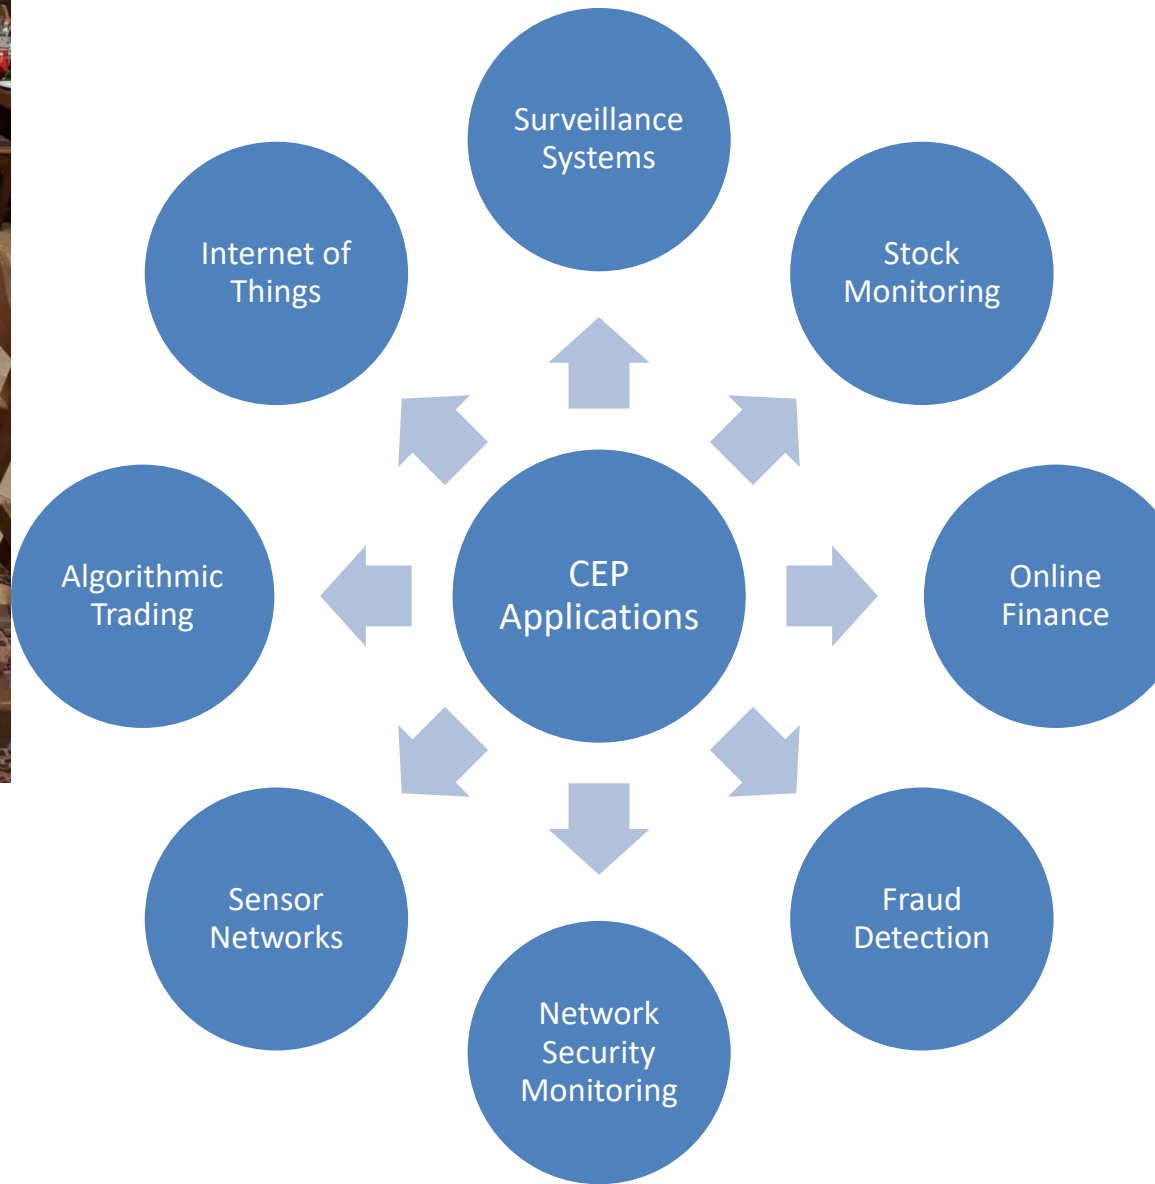 Surveillance
Systems
Stock
Monitoring
Online
Finance
Fraud
Detection
Network
Security
Monitoring
Sensor
Networks
Algorithmic
Trading
Internet of
Things
CEP
Applications